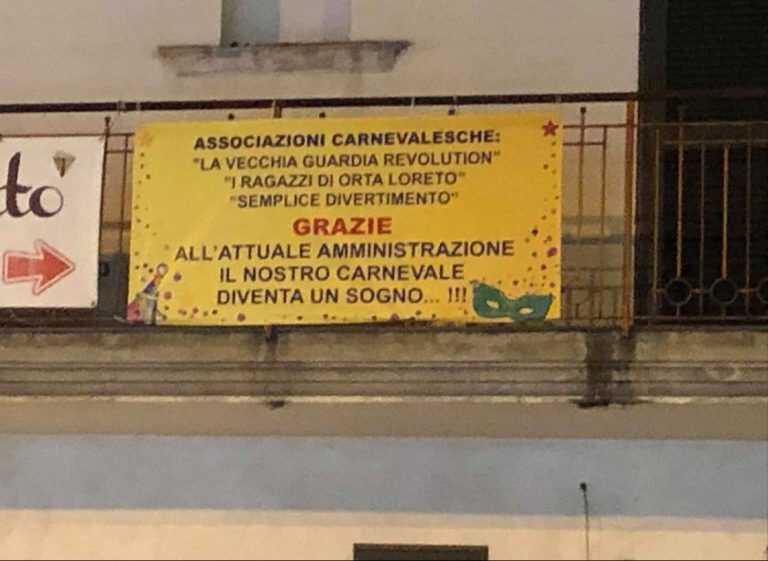 ASSOCIAZIONI CARNEVALESCHE:
"LA VECCHIA GUARDIA REVOLUTION"
"I RAGAZZI DI ORTA LORETO"
"SEMPLICE DIVERTIMENTO"
GRAZIE
ALL'ATTUALE AMMINISTRAZIONE
IL NOSTRO CARNEVALE
DIVENTA UN SOGNO... !!!